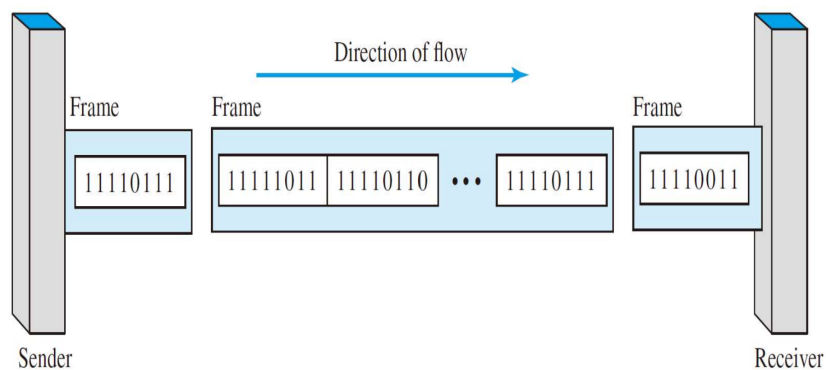 Direction of flow
Frame Frame Frame
11110111 11111011 11110110 ••• 11110111 11110011
Sender Receiver